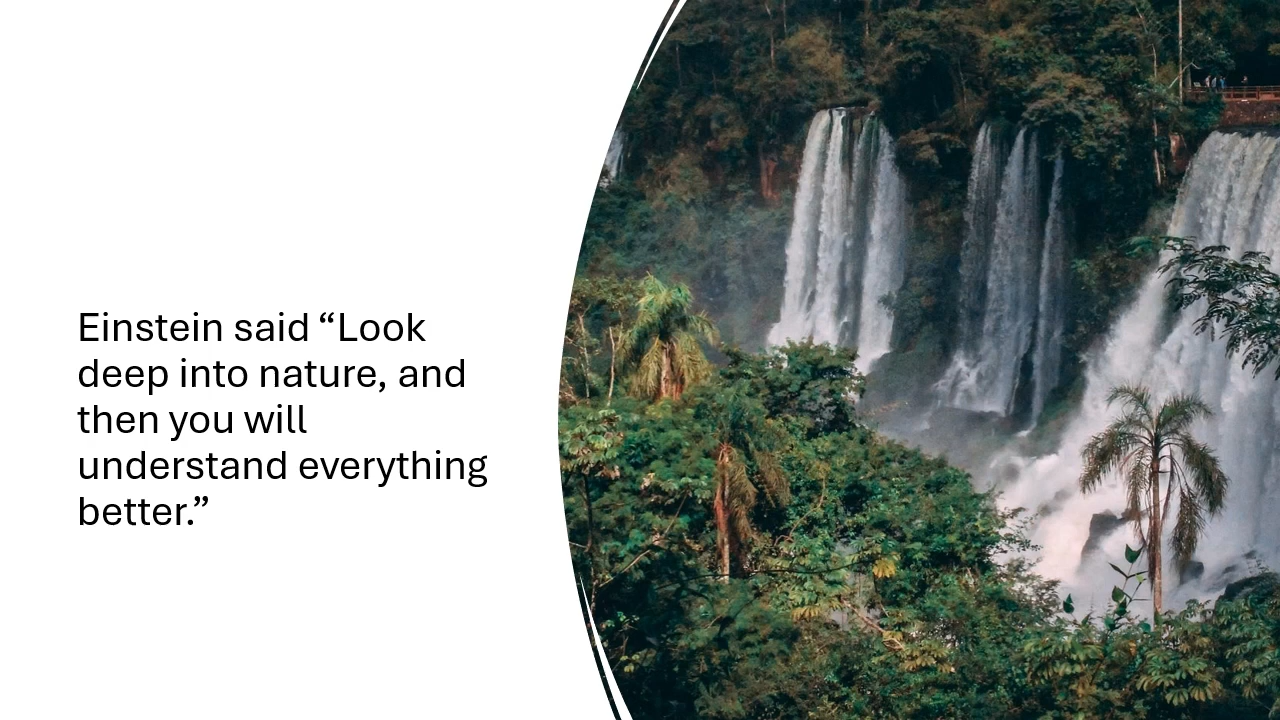 Einstein said “Look
deep into nature, and
then you will
understand everything
better.”